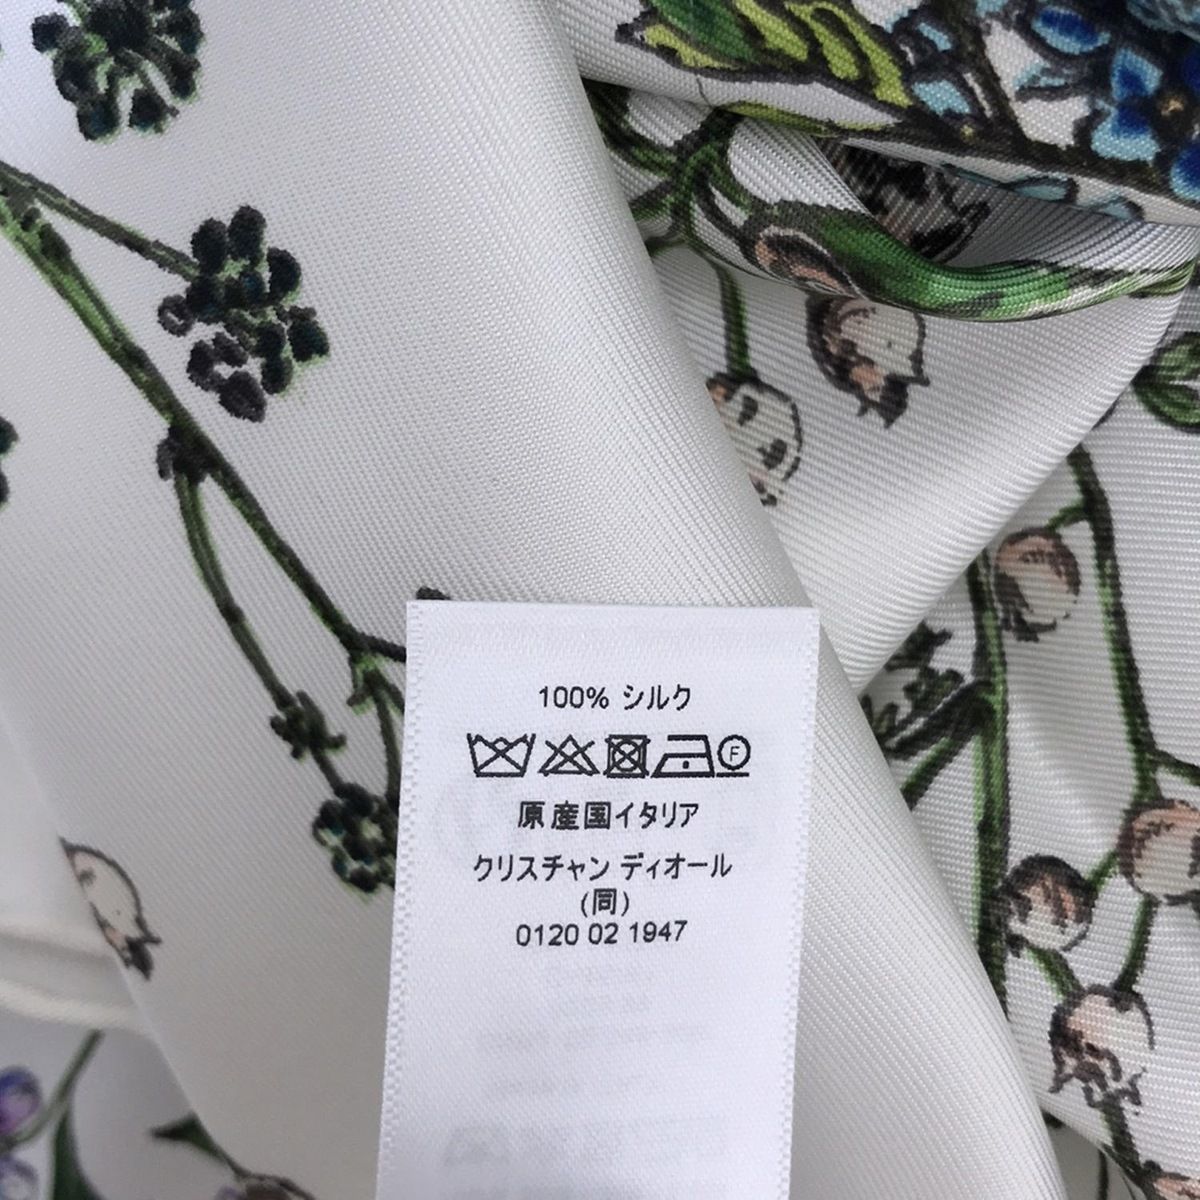 100% シルク
F
原産国イタリア
クリスチャン ディオール
(同)
0120 02 1947